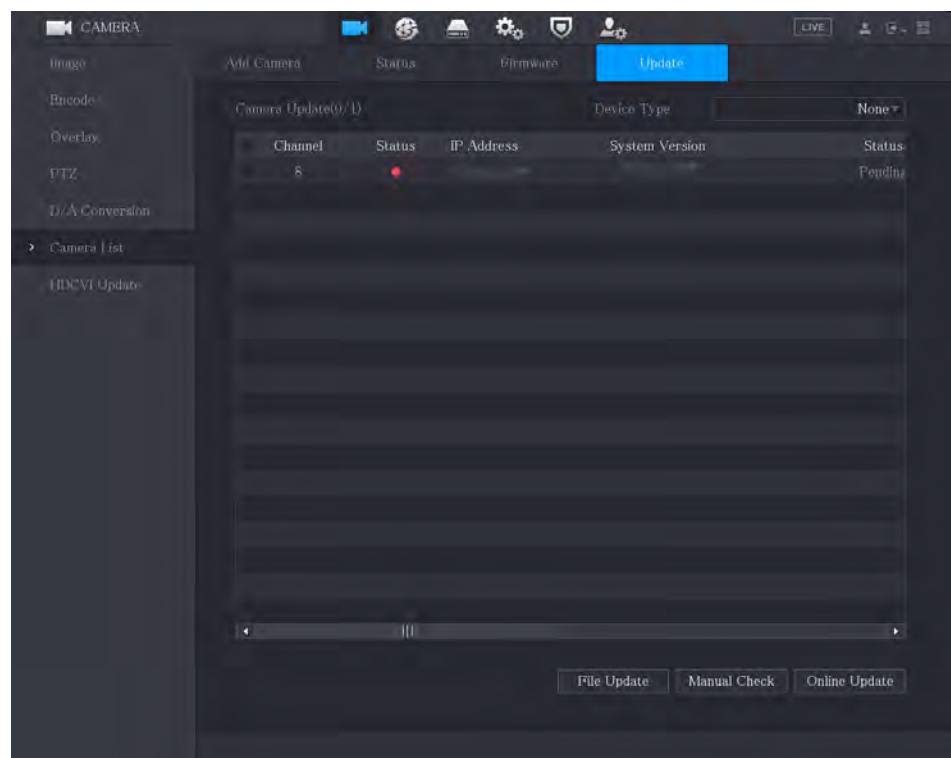 CAMERA LIVE
Image Add Camera Status Firmware Update
Encode Camera Update(0/1) Device Type None
Overlay Channel Status IP Address System Version Status
PTZ 8 Pending
D/A Conversion
Camera List
HDCVI Update
File Update Manual Check Online Update